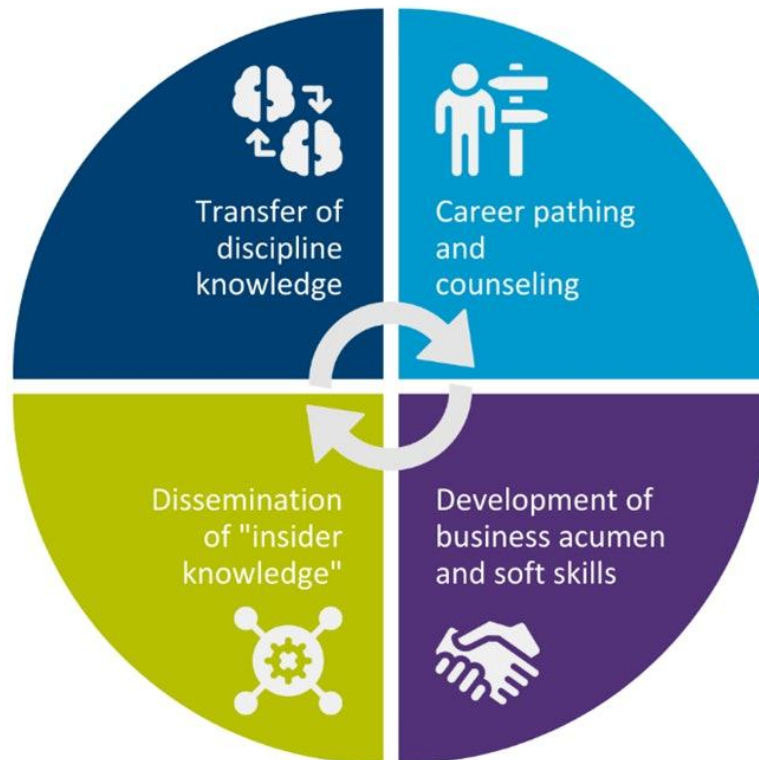 Transfer of
discipline
knowledge
Career pathing
and
counseling
Dissemination
of "insider
knowledge"
Development of
business acumen
and soft skills